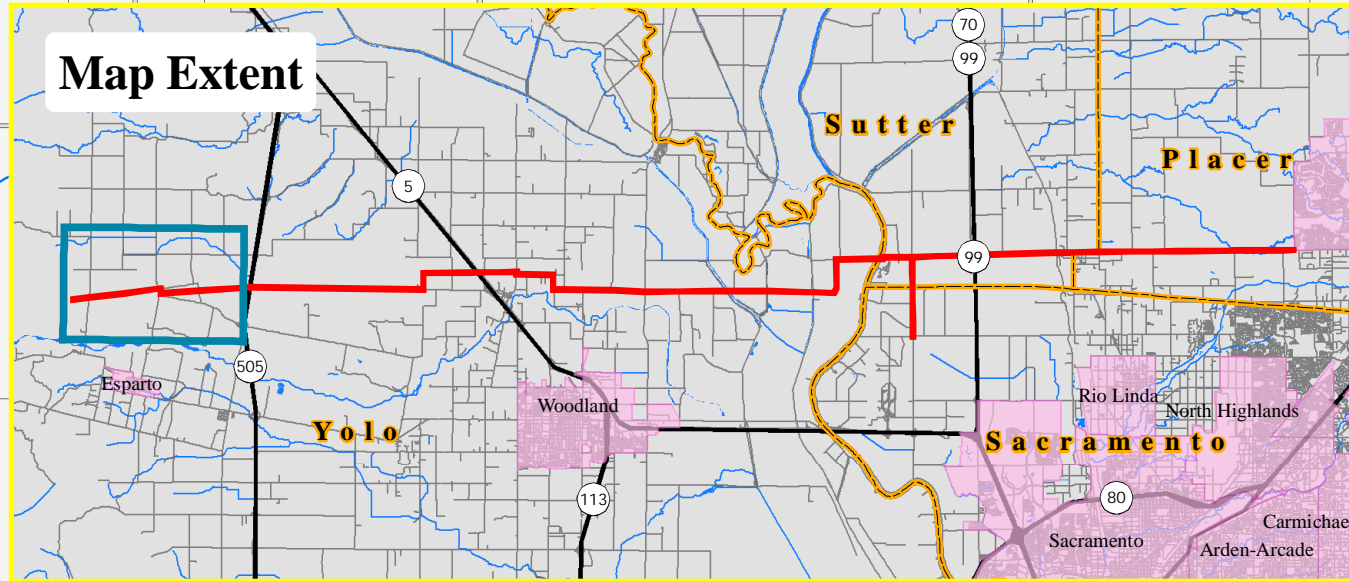 Map Extent
70
99
Sutter
Placer
5
99
505
Esparto
Woodland
Rio Linda
North Highlands
Yolo
Sacramento
113
80
Carmichae
Sacramento
Arden-Arcade